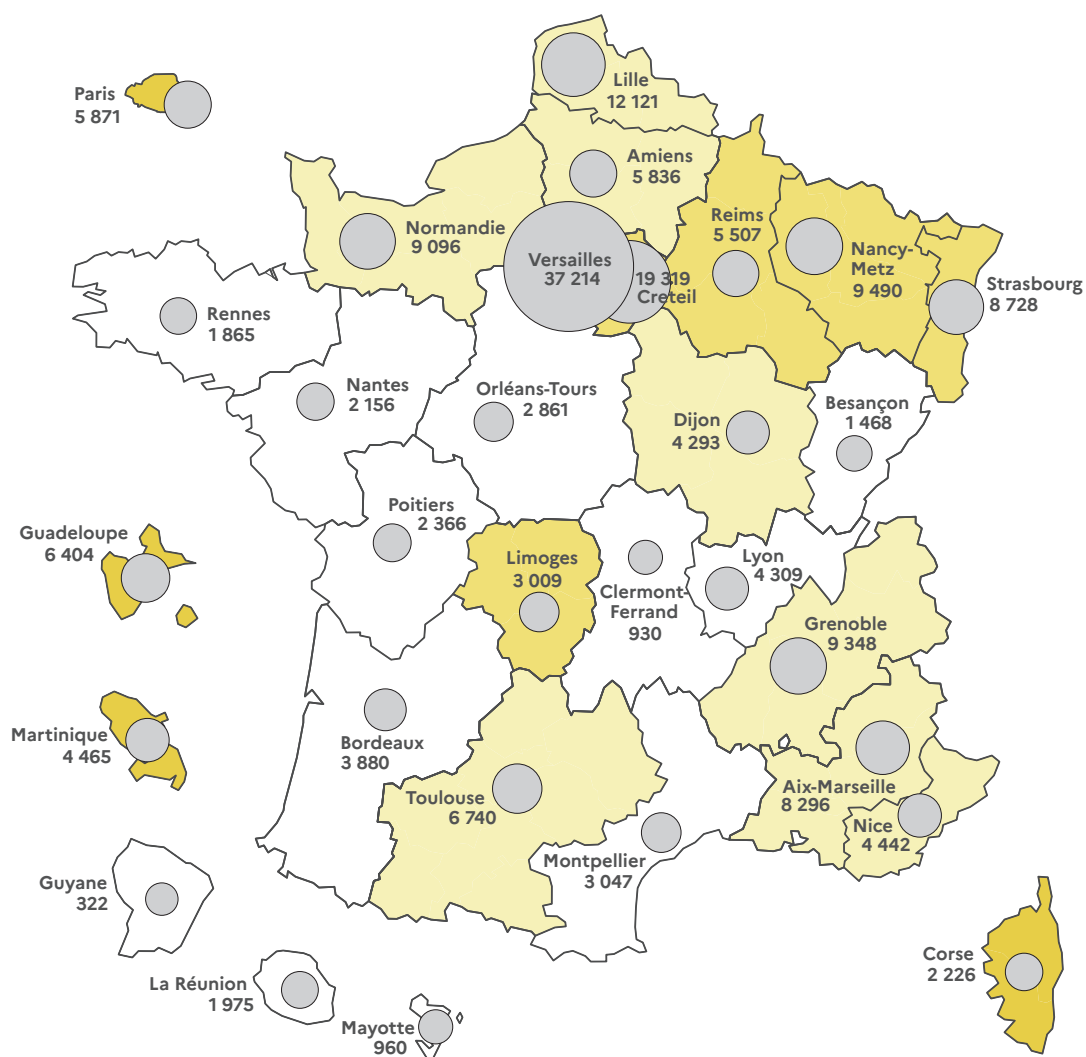 Lille
12 121
Paris
5 871
Amiens
5 836
Normandie
9 096
Reims
5 507
Nancy-
Metz
9 490
Versailles
37 214
19 319
Creteil
Strasbourg
8 728
Rennes
1 865
Nantes
2 156
Orléans-Tours
2 861
Besançon
1 468
Dijon
4 293
Poitiers
2 366
Guadeloupe
6 404
Limoges
3 009
Clermont-
Ferrand
930
Lyon
4 309
Grenoble
9 348
Martinique
4 465
Bordeaux
3 880
Toulouse
6 740
Aix-Marseille
8 296
Nice
4 442
Montpellier
3 047
Guyane
322
Corse
2 226
La Réunion
1 975
Mayotte
960